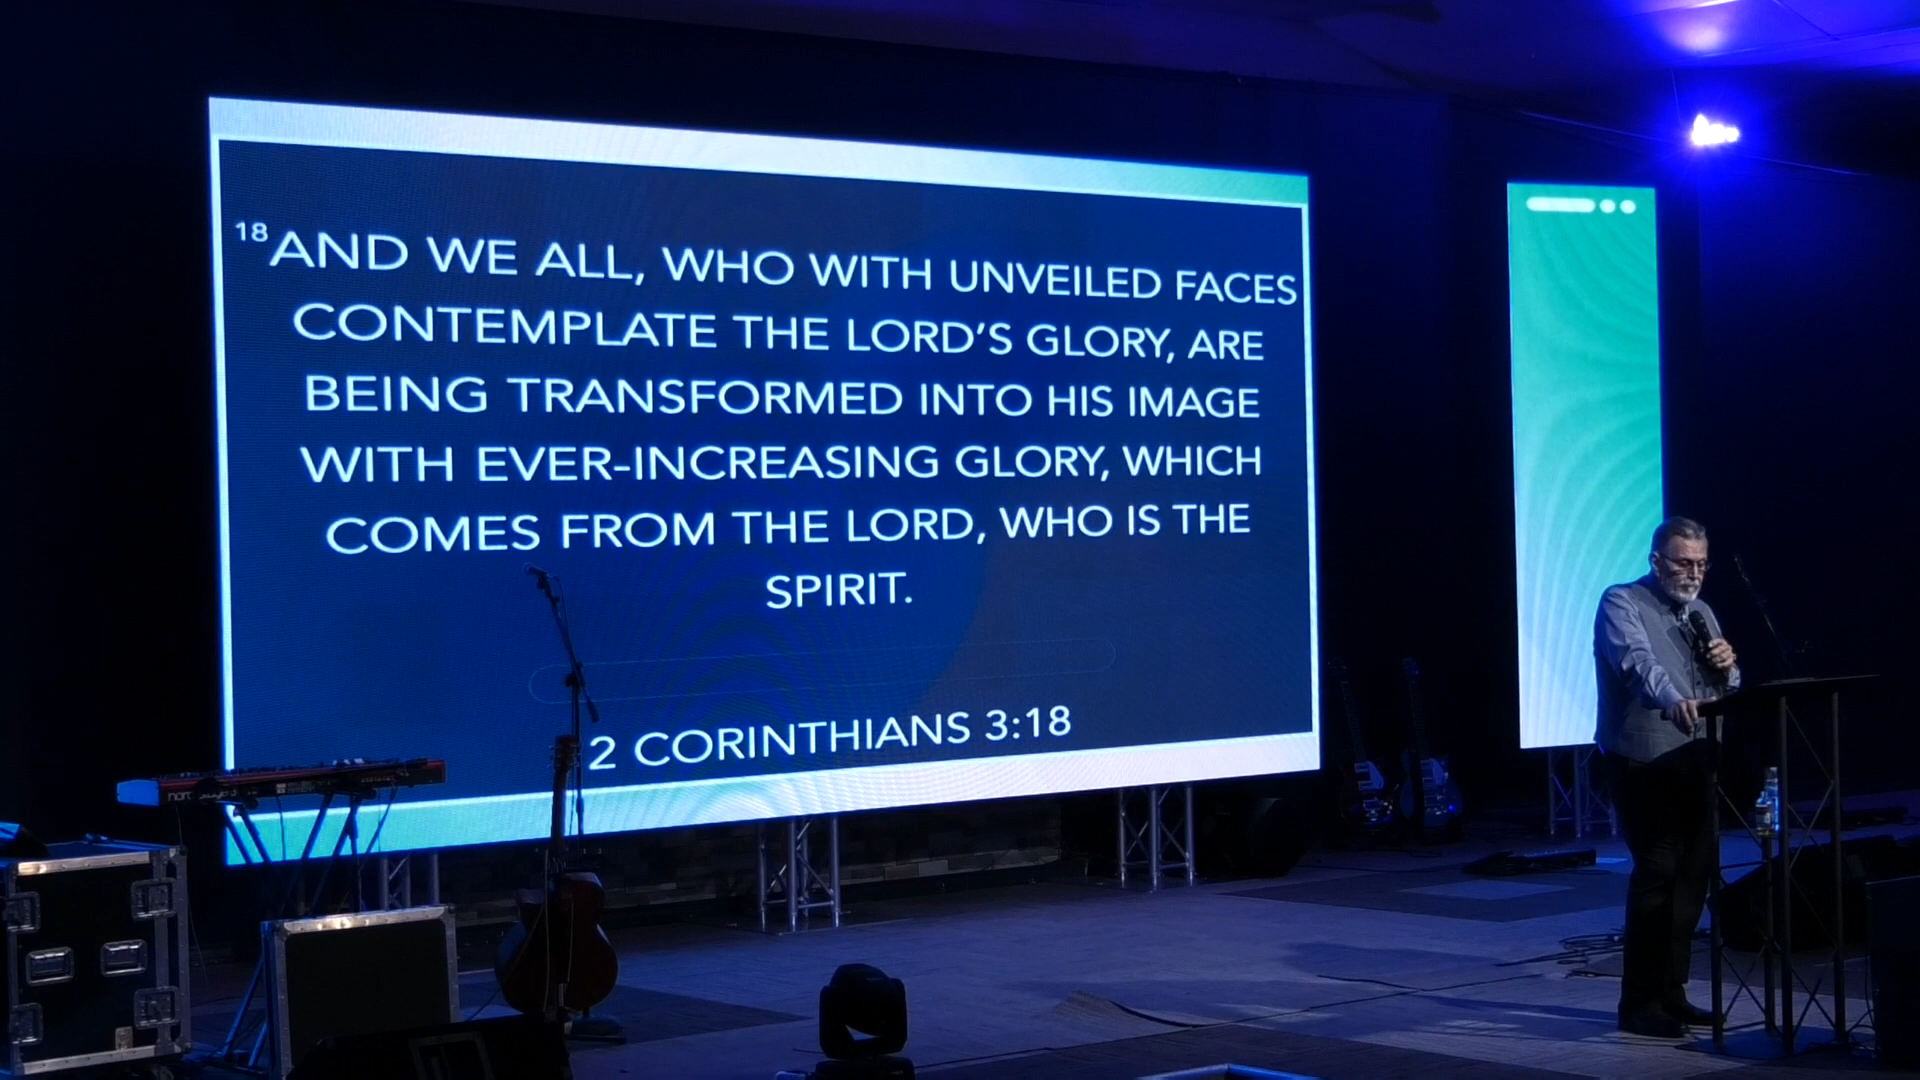 18AND WE ALL, WHO WITH UNVEILED FACES
CONTEMPLATE THE LORD'S GLORY, ARE
BEING TRANSFORMED INTO HIS IMAGE
WITH EVER-INCREASING GLORY, WHICH
COMES FROM THE LORD, WHO IS THE
SPIRIT.
2 CORINTHIANS 3:18
nord